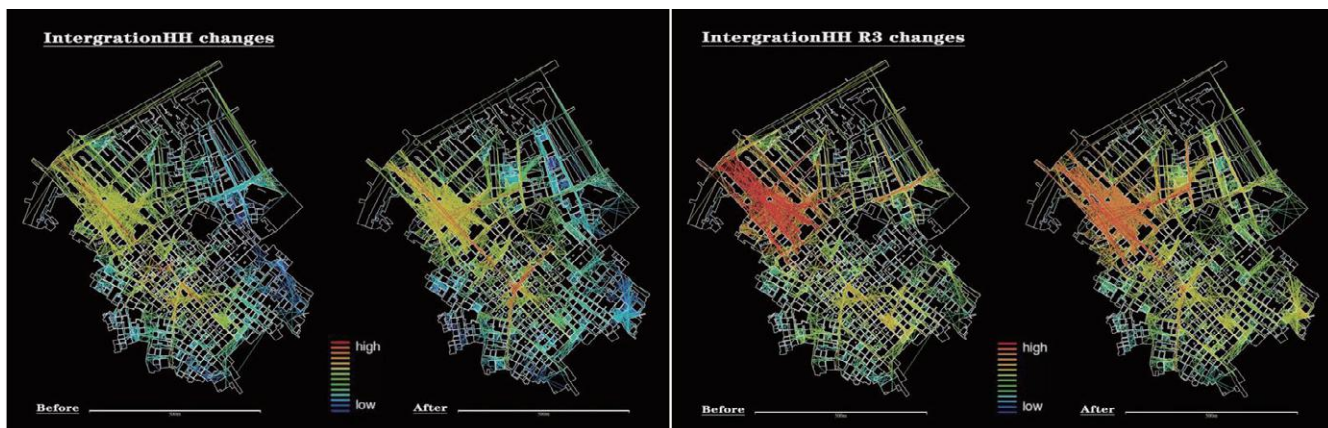 IntergrationHH changes
high
low
Before
After
IntergrationHH R3 changes
high
low
Before
After